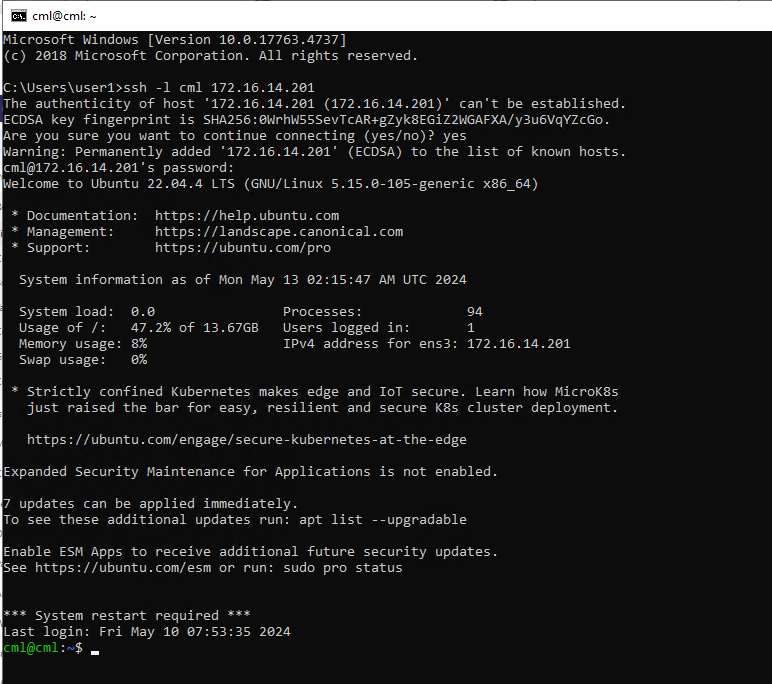 cml@cml: ~
Microsoft Windows [Version 10.0.17763.4737]
(c) 2018 Microsoft Corporation. All rights reserved.
C:\Users\user1>ssh -l cml 172.16.14.201
The authenticity of host '172.16.14.201 (172.16.14.201)' can't be established.
ECDSA key fingerprint is SHA256:0WrhW55SevTcAR+gZyk8EGiZ2WGAFXA/y3u6VqYZcGo.
Are you sure you want to continue connecting (yes/no)? yes
Warning: Permanently added '172.16.14.201' (ECDSA) to the list of known hosts.
cml@172.16.14.201's password:
Welcome to Ubuntu 22.04.4 LTS (GNU/Linux 5.15.0-105-generic x86_64)
* Documentation:  https://help.ubuntu.com
* Management:     https://landscape.canonical.com
* Support:        https://ubuntu.com/pro
System information as of Mon May 13 02:15:47 AM UTC 2024
System load:  0.0                Processes:             94
Usage of /:   47.2% of 13.67GB   Users logged in:       1
Memory usage: 8%                 IPv4 address for ens3: 172.16.14.201
Swap usage:   0%
* Strictly confined Kubernetes makes edge and IoT secure. Learn how MicroK8s
just raised the bar for easy, resilient and secure K8s cluster deployment.
https://ubuntu.com/engage/secure-kubernetes-at-the-edge
Expanded Security Maintenance for Applications is not enabled.
7 updates can be applied immediately.
To see these additional updates run: apt list --upgradable
Enable ESM Apps to receive additional future security updates.
See https://ubuntu.com/esm or run: sudo pro status
*** System restart required ***
Last login: Fri May 10 07:53:35 2024
cml@cml:~$